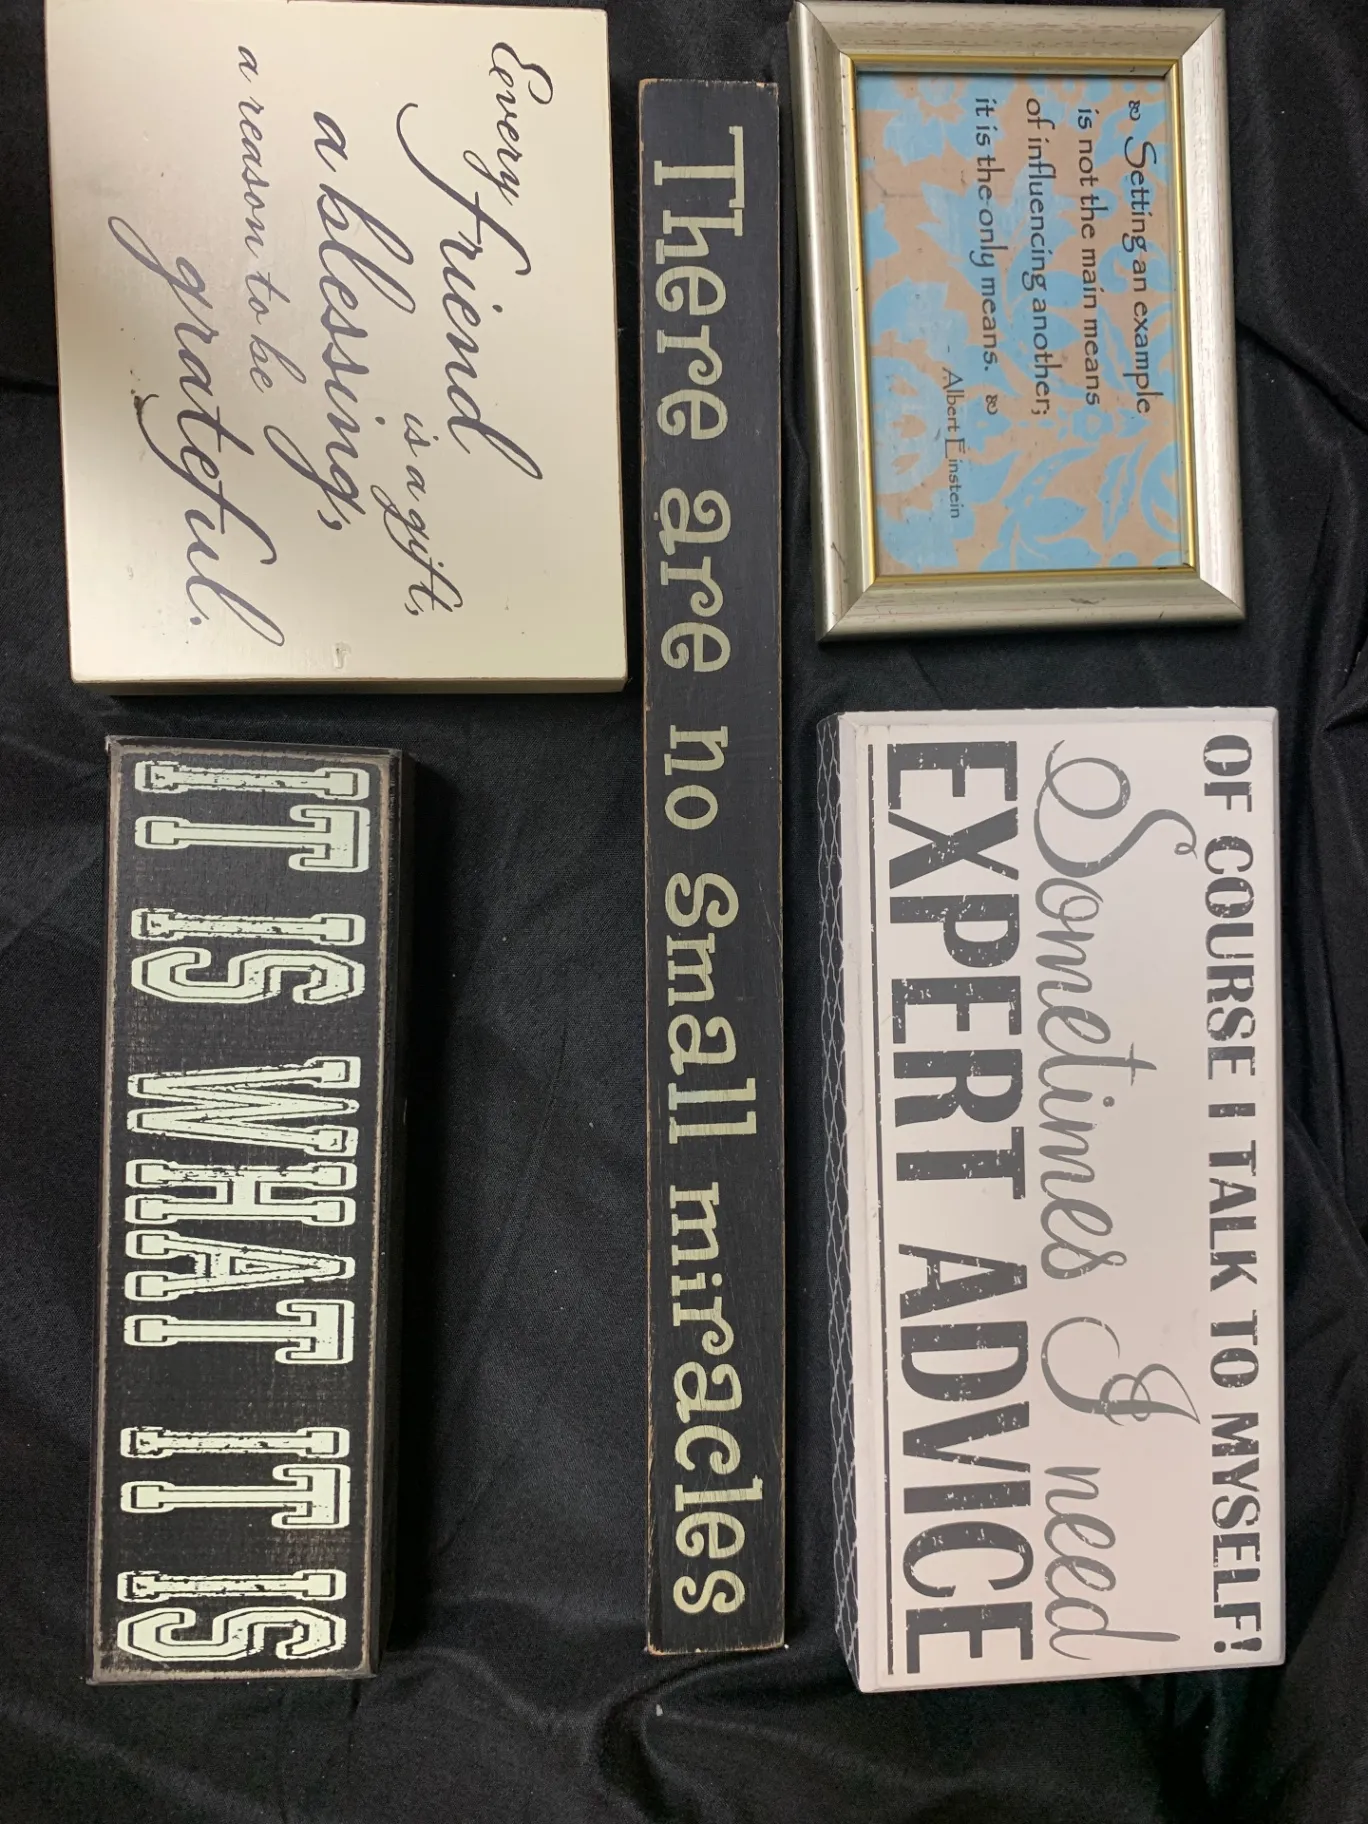 Setting an example
is not the main means
of influencing another;
it is the only means.
- Albert Einstein
OF COURSE I TALK TO MYSELF!
Sometimes I need
EXPERT ADVICE
There are no small miracles
Every
friend
is a gift,
a blessing,
a reason to be
grateful.
IT IS WHAT IT IS